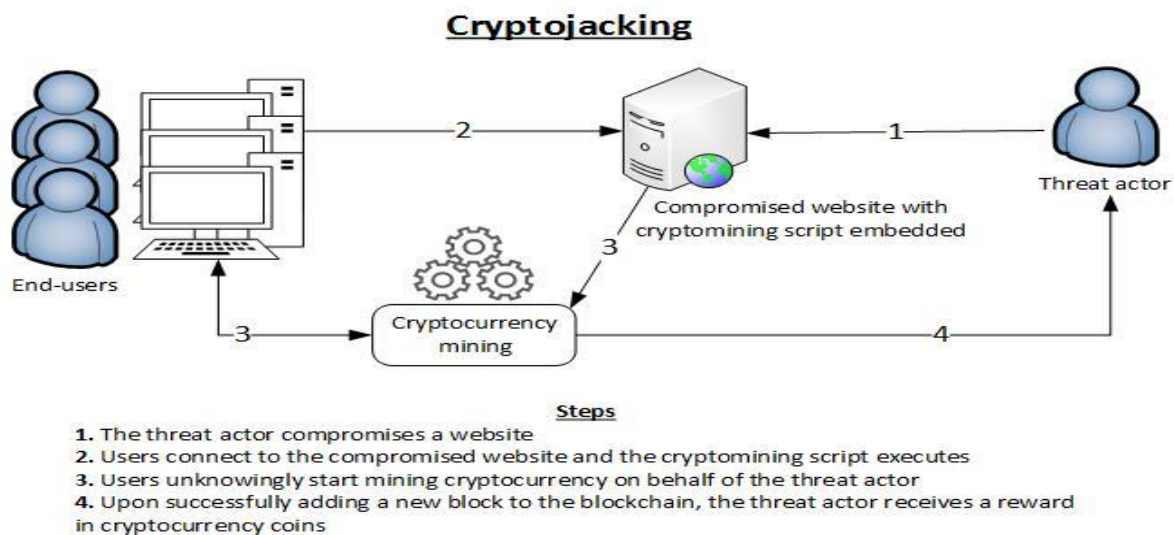 Cryptojacking
2
1
Threat actor
Compromised website with
cryptomining script embedded
3
End-users
Cryptocurrency
mining
3
4
Steps
1. The threat actor compromises a website
2. Users connect to the compromised website and the cryptomining script executes
3. Users unknowingly start mining cryptocurrency on behalf of the threat actor
4. Upon successfully adding a new block to the blockchain, the threat actor receives a reward
in cryptocurrency coins